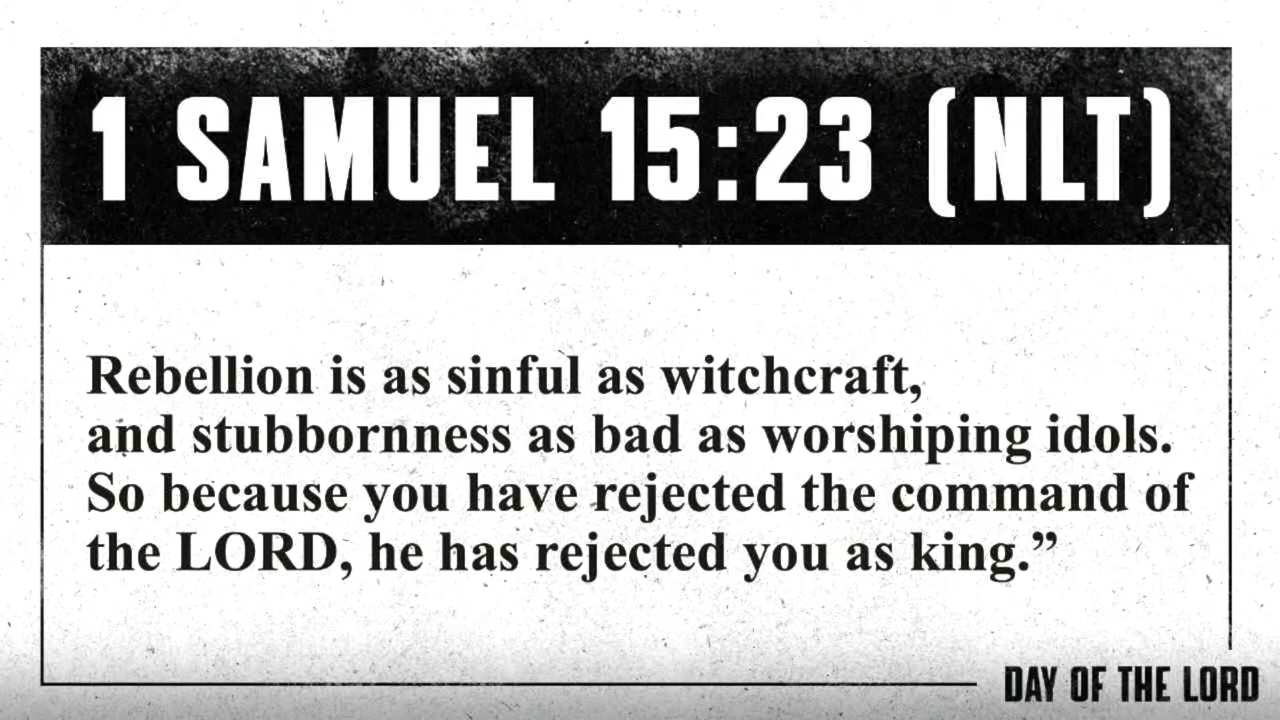 1 SAMUEL 15:23 (NLT)
Rebellion is as sinful as witchcraft,
and stubbornness as bad as worshiping idols.
So because you have rejected the command of
the LORD, he has rejected you as king.”
DAY OF THE LORD